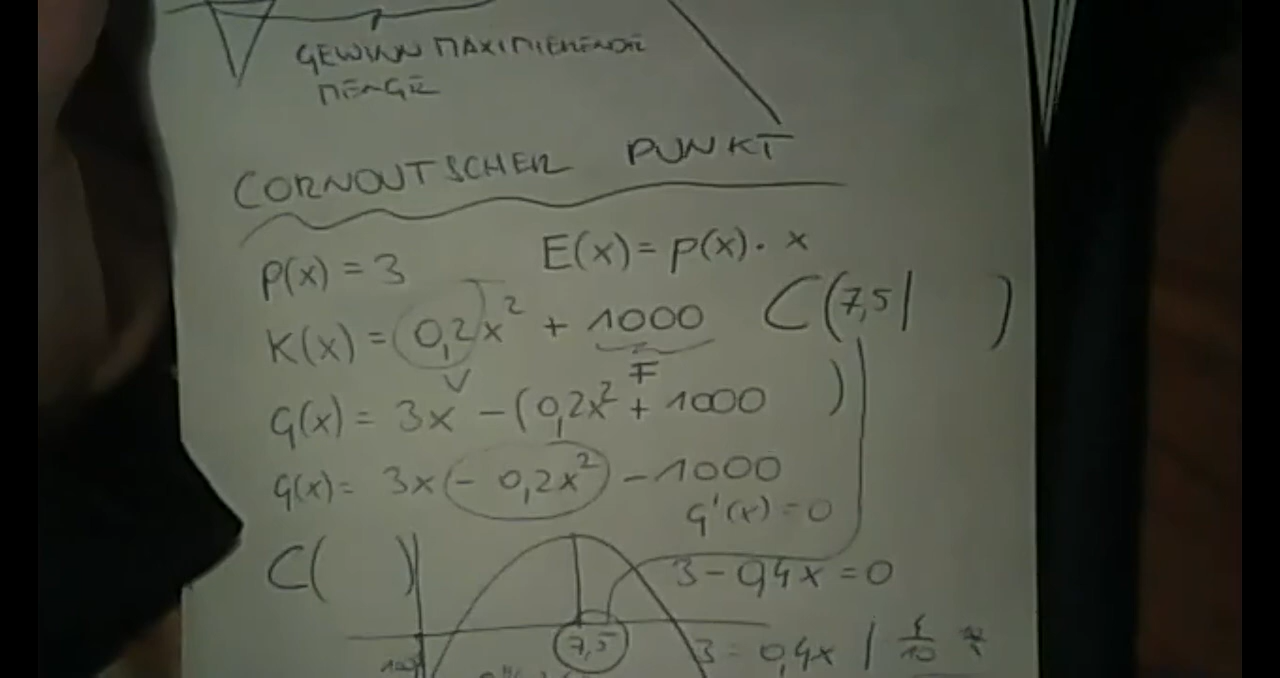 GEWINN MAXIMIERENDE
MENGE
CORNOUTSCHER PUNKT
p(x) = 3 E(x) = p(x) · x
K(x) = 0,2x² + 1000 C(7,5| )
V F
G(x) = 3x - (0,2x² + 1000 )
G(x) = 3x - 0,2x² - 1000
G'(x) = 0
C( )
3 - 0,4x = 0
7,5
3 = 0,4x |